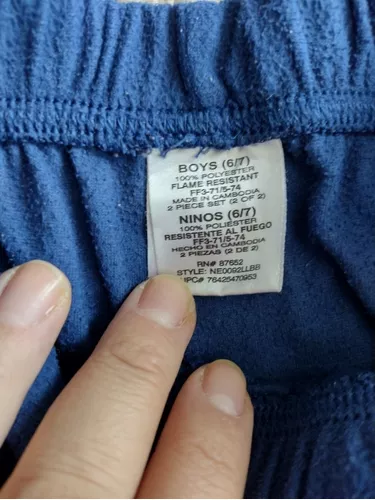 BOYS (6/7)
100% POLYESTER
FLAME RESISTANT
FF3-71/5-74
MADE IN CAMBODIA
2 PIECE SET (2 OF 2)
NINOS (6/7)
100% POLIESTER
RESISTENTE AL FUEGO
FF3-71/5-74
HECHO EN CAMBODIA
2 PIEZAS (2 DE 2)
RN# 87652
STYLE: NE0092LLBB
UPC# 76425470953